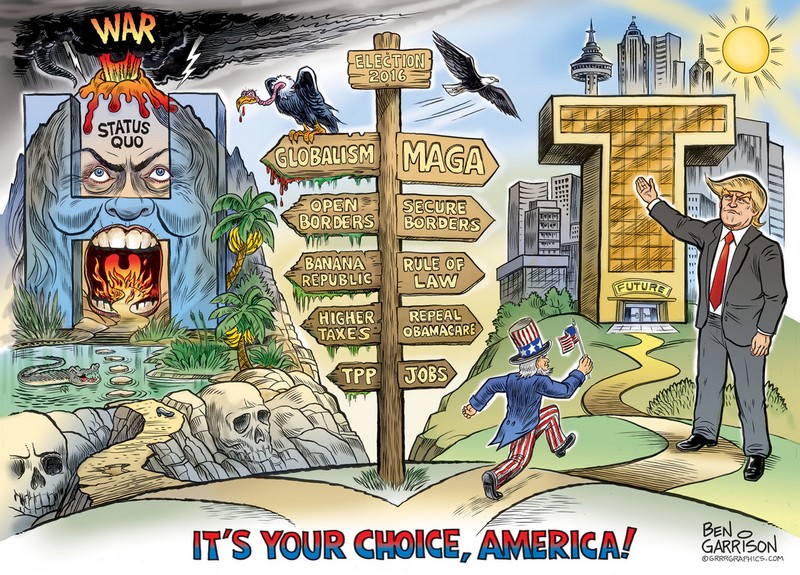 WAR
STATUS
QUO
ELECTION
2016
GLOBALISM
MAGA
OPEN
BORDERS
SECURE
BORDERS
BANANA
REPUBLIC
RULE OF
LAW
HIGHER
TAXES
REPEAL
OBAMACARE
TPP
JOBS
T
FUTURE
IT'S YOUR CHOICE, AMERICA!
BEN
GARRISON
©GRRRGRAPHICS.COM